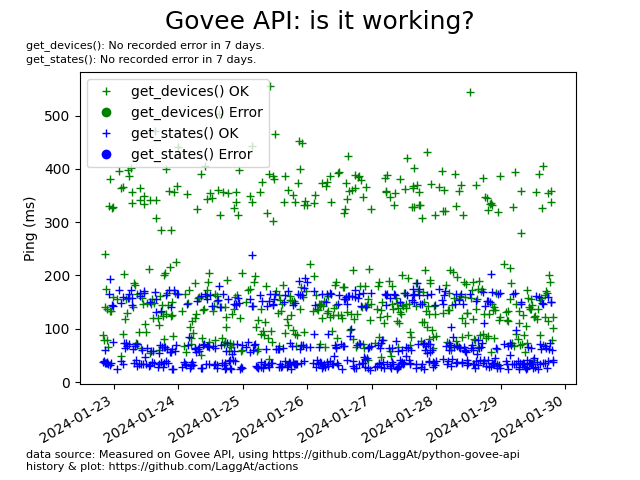 Govee API: is it working?
get_devices(): No recorded error in 7 days.
get_states(): No recorded error in 7 days.
get_devices() OK
get_devices() Error
get_states() OK
get_states() Error
Ping (ms)
500
400
300
200
100
0
2024-01-23
2024-01-24
2024-01-25
2024-01-26
2024-01-27
2024-01-28
2024-01-29
2024-01-30
data source: Measured on Govee API, using https://github.com/LaggAt/python-govee-api
history & plot: https://github.com/LaggAt/actions